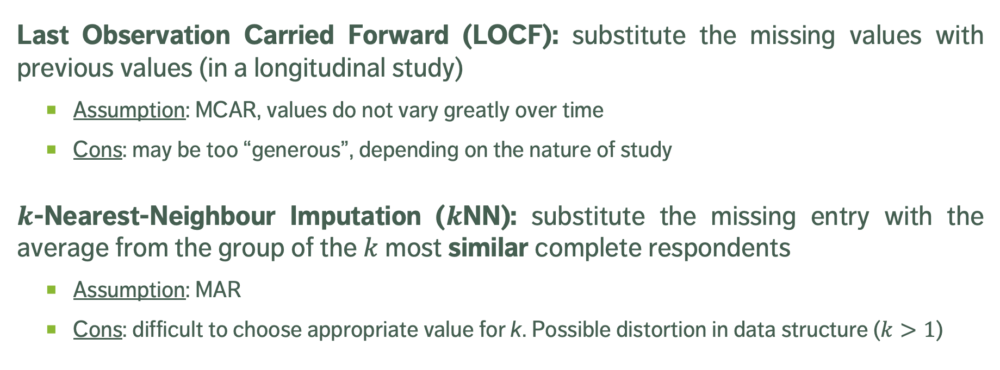 Last Observation Carried Forward (LOCF): substitute the missing values with
previous values (in a longitudinal study)
▪ Assumption: MCAR, values do not vary greatly over time
▪ Cons: may be too “generous”, depending on the nature of study
k-Nearest-Neighbour Imputation (kNN): substitute the missing entry with the
average from the group of the k most similar complete respondents
▪ Assumption: MAR
▪ Cons: difficult to choose appropriate value for k. Possible distortion in data structure (k > 1)